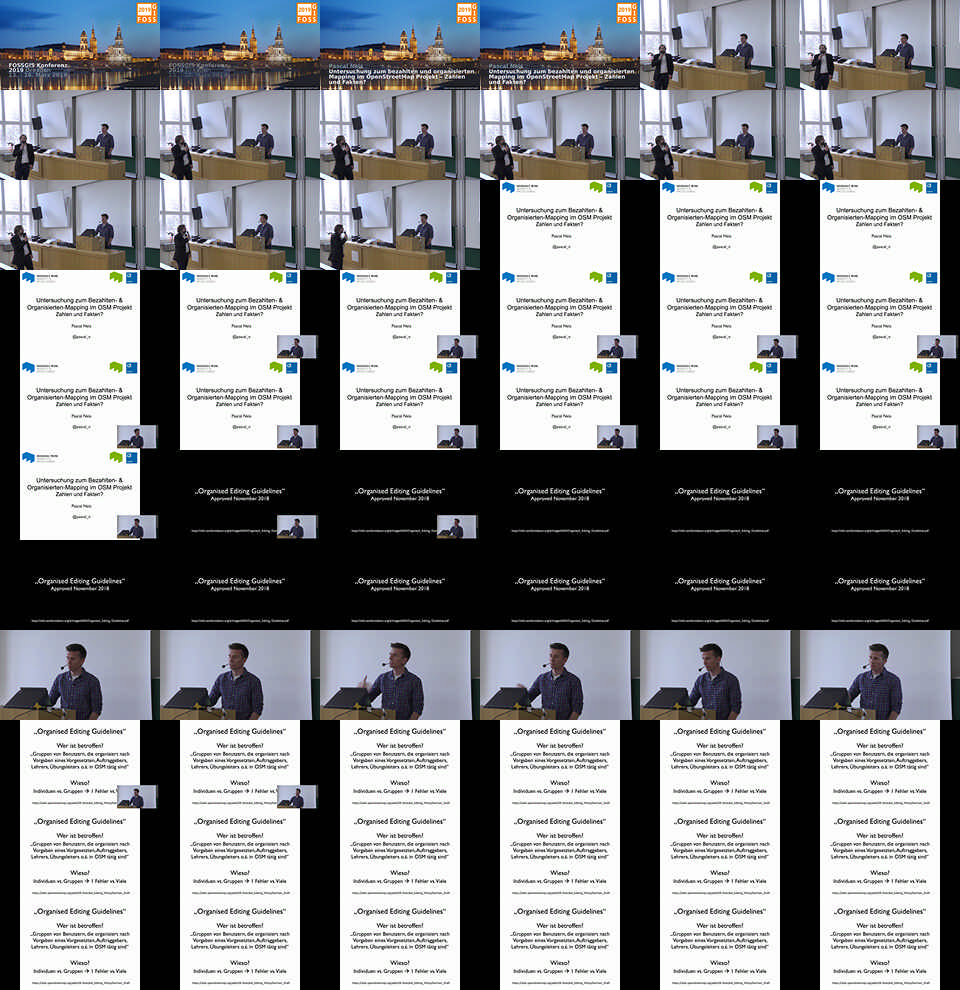 2019
FOSS
GIS
FOSSGIS Konferenz
2019 Dresden
Pascal Neis
Untersuchung zum bezahlten und organisierten
Mapping im OpenStreetMap Projekt – Zahlen
und Fakten?
Untersuchung zum Bezahlten- &
Organisierten-Mapping im OSM Projekt
Zahlen und Fakten?
Pascal Neis
@pascal_n
„Organised Editing Guidelines“
Approved November 2018
„Organised Editing Guidelines“
Wer ist betroffen?
„Gruppen von Benutzern, die organisiert nach
Vorgaben eines Vorgesetzten, Auftraggebers,
Lehrers, Übungsleiters o.ä. in OSM tätig sind“
Wieso?
Individuen vs. Gruppen → 1 Fehler vs. Viele